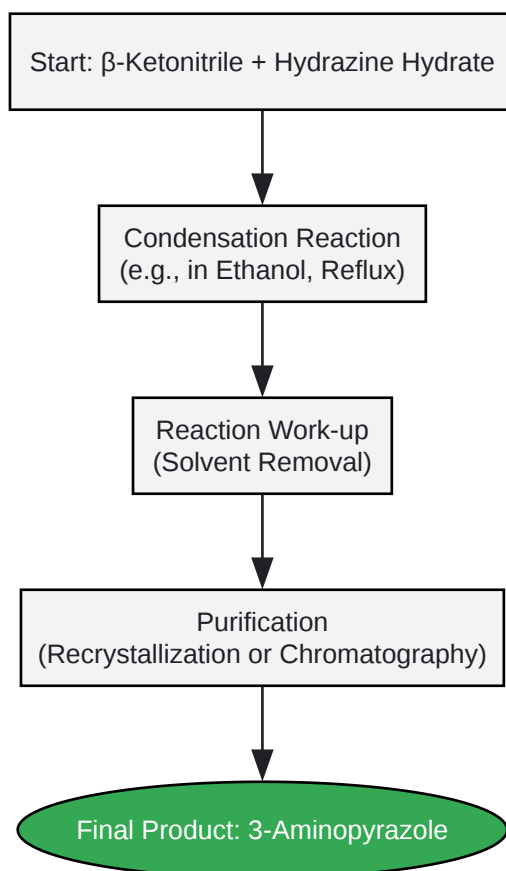 Start: β-Ketonitrile + Hydrazine Hydrate
Condensation Reaction
(e.g., in Ethanol, Reflux)
Reaction Work-up
(Solvent Removal)
Purification
(Recrystallization or Chromatography)
Final Product: 3-Aminopyrazole